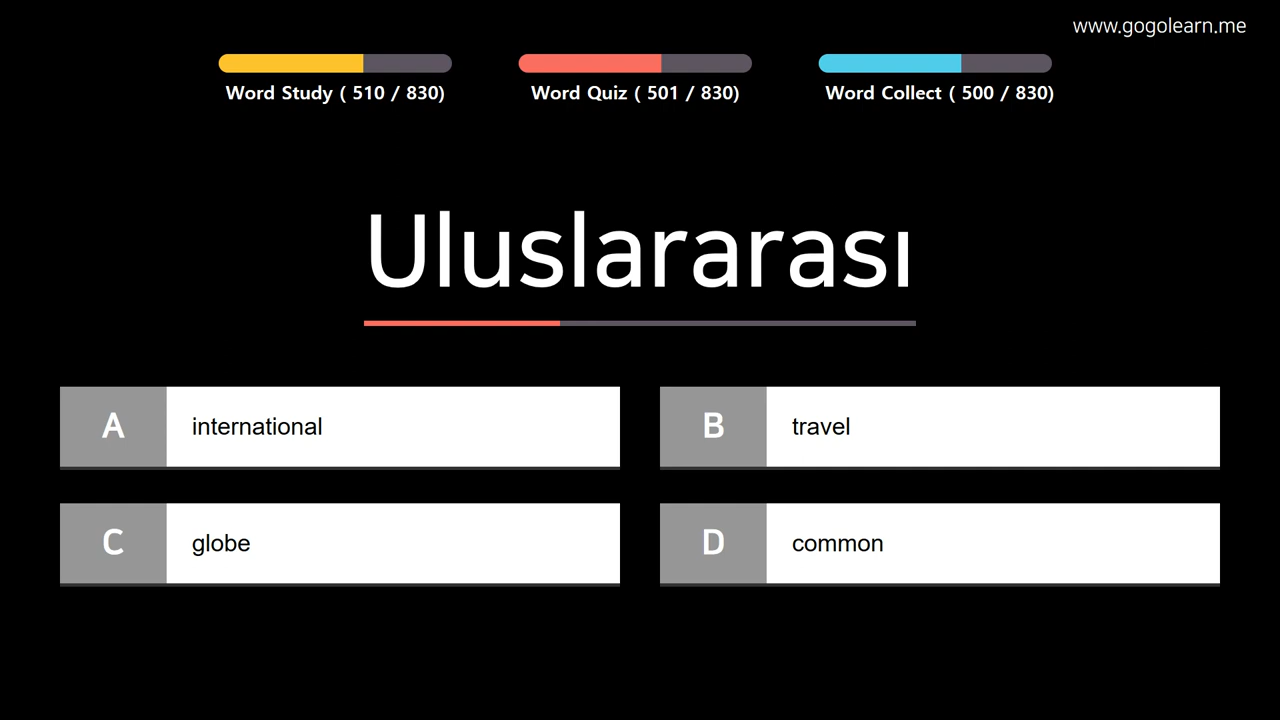 www.gogolearn.me
Word Study ( 510 / 830)
Word Quiz ( 501 / 830)
Word Collect ( 500 / 830)
Uluslararası
A international
B travel
C globe
D common